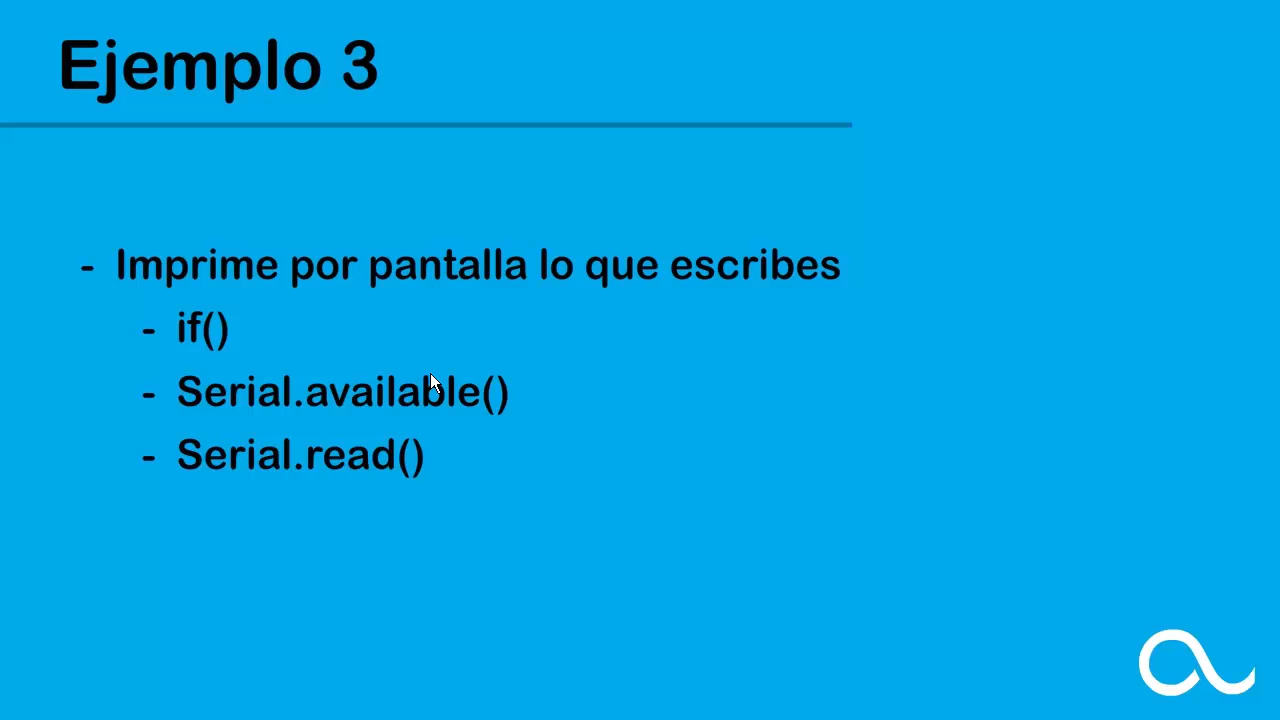 Ejemplo 3
- Imprime por pantalla lo que escribes
- if()
- Serial.available()
- Serial.read()